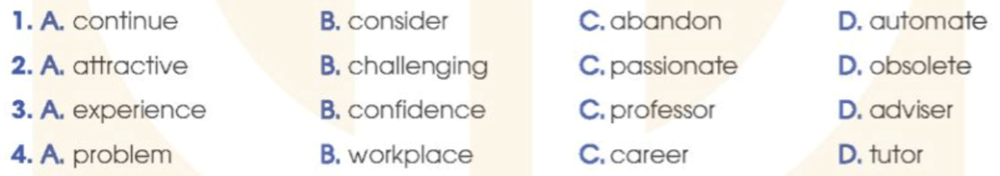 1. A. continue B. consider C. abandon D. automate
2. A. attractive B. challenging C. passionate D. obsolete
3. A. experience B. confidence C. professor D. adviser
4. A. problem B. workplace C. career D. tutor